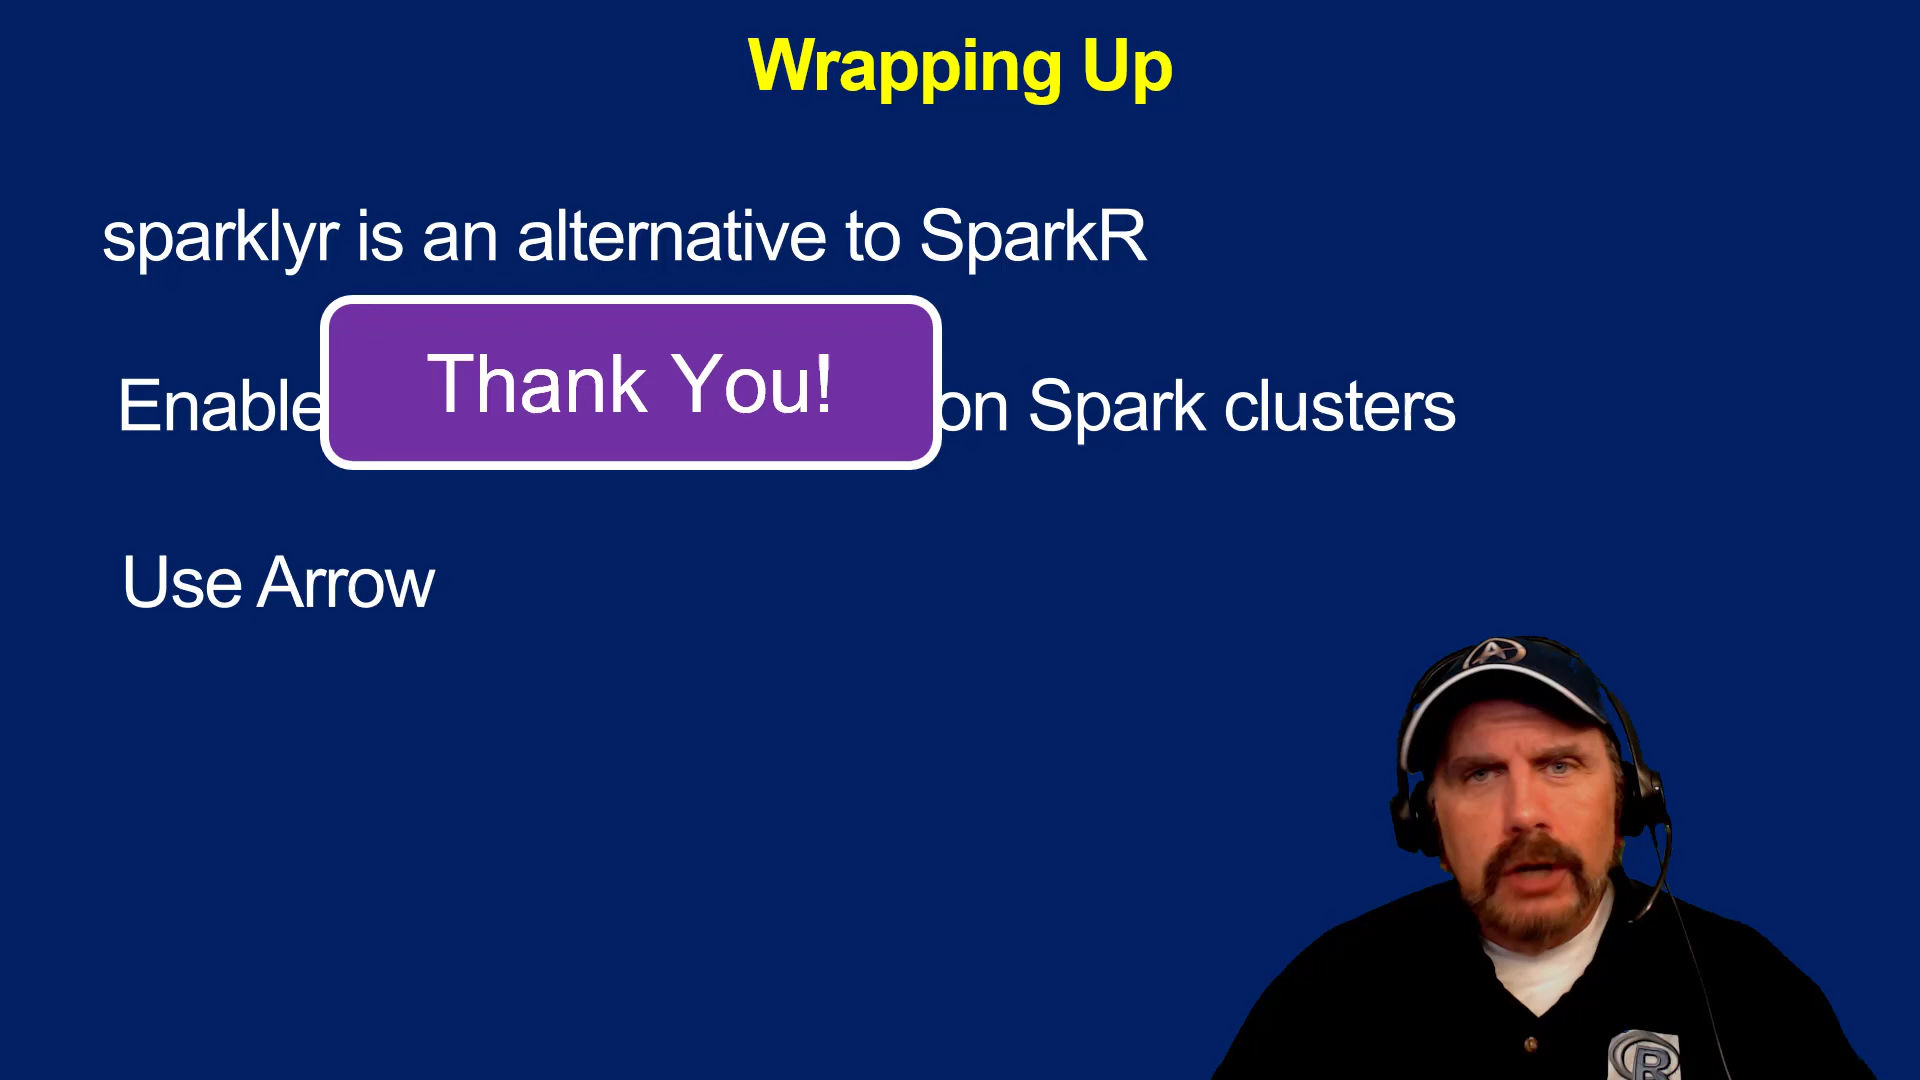 Wrapping Up
sparklyr is an alternative to SparkR
Thank You!
Enable on Spark clusters
Use Arrow
A
R